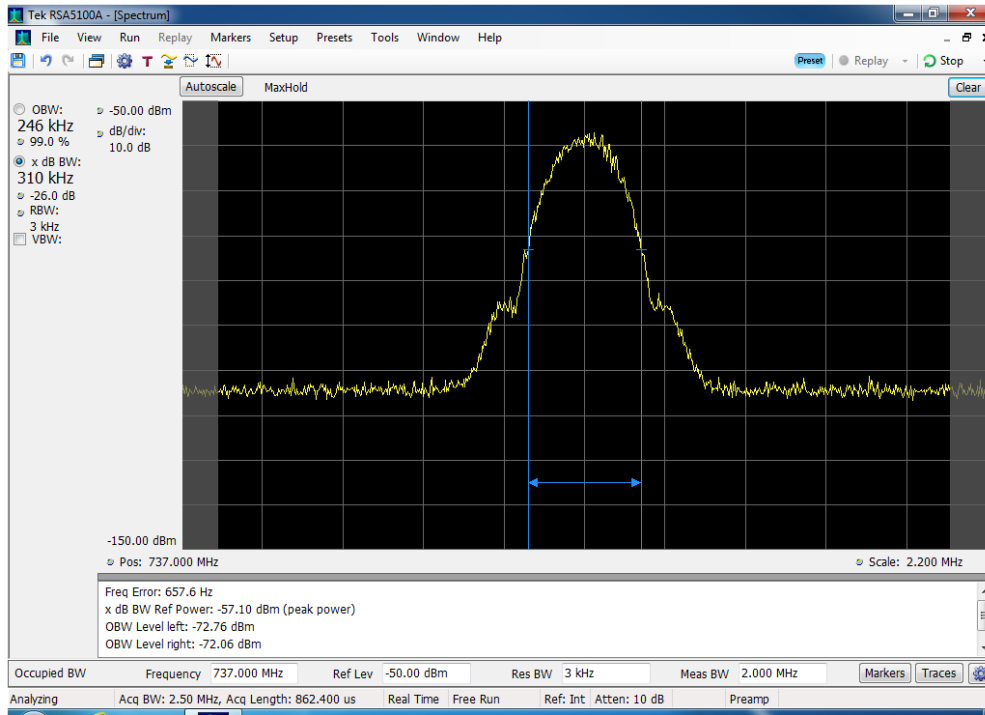 Tek RSA5100A - [Spectrum]
File View Run Replay Markers Setup Presets Tools Window Help
T Preset Replay Stop
Autoscale MaxHold Clear
OBW:
246 kHz
99.0 %
x dB BW:
310 kHz
-26.0 dB
RBW:
3 kHz
VBW:
-50.00 dBm
dB/div:
10.0 dB
-150.00 dBm
Pos: 737.000 MHz Scale: 2.200 MHz
Freq Error: 657.6 Hz
x dB BW Ref Power: -57.10 dBm (peak power)
OBW Level left: -72.76 dBm
OBW Level right: -72.06 dBm
Occupied BW Frequency 737.000 MHz Ref Lev -50.00 dBm Res BW 3 kHz Meas BW 2.000 MHz Markers Traces
Analyzing Acq BW: 2.50 MHz, Acq Length: 862.400 us Real Time Free Run Ref: Int Atten: 10 dB Preamp